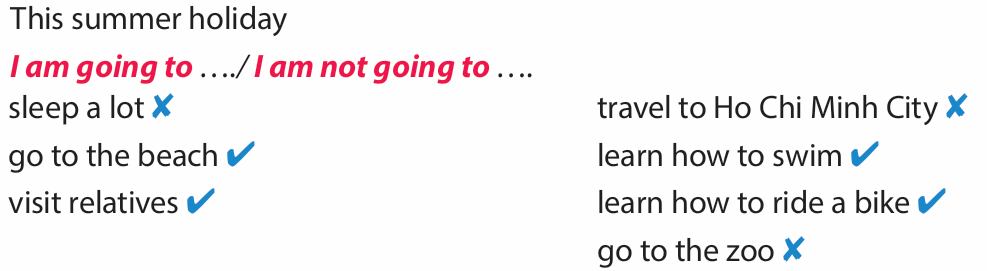 This summer holiday
I am going to …./ I am not going to ….
sleep a lot ✘
go to the beach ✔
visit relatives ✔
travel to Ho Chi Minh City ✘
learn how to swim ✔
learn how to ride a bike ✔
go to the zoo ✘